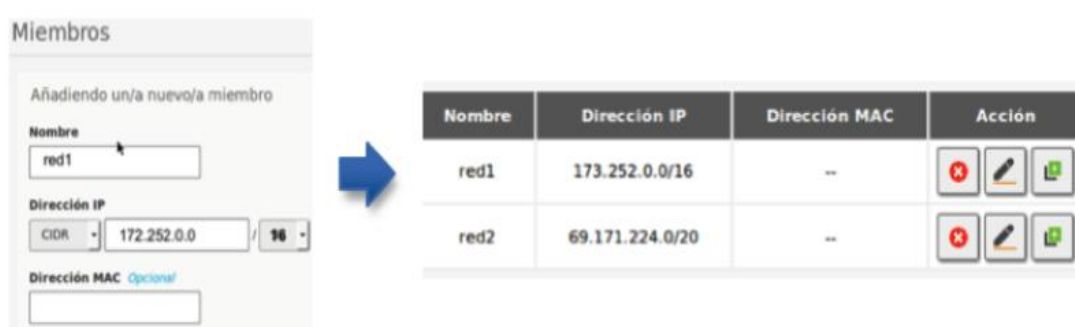 Miembros
Añadiendo un/a nuevo/a miembro
Nombre
red1
Dirección IP
CIDR 172.252.0.0 / 16
Dirección MAC Opcional
Nombre Dirección IP Dirección MAC Acción
red1 173.252.0.0/16 --
red2 69.171.224.0/20 --